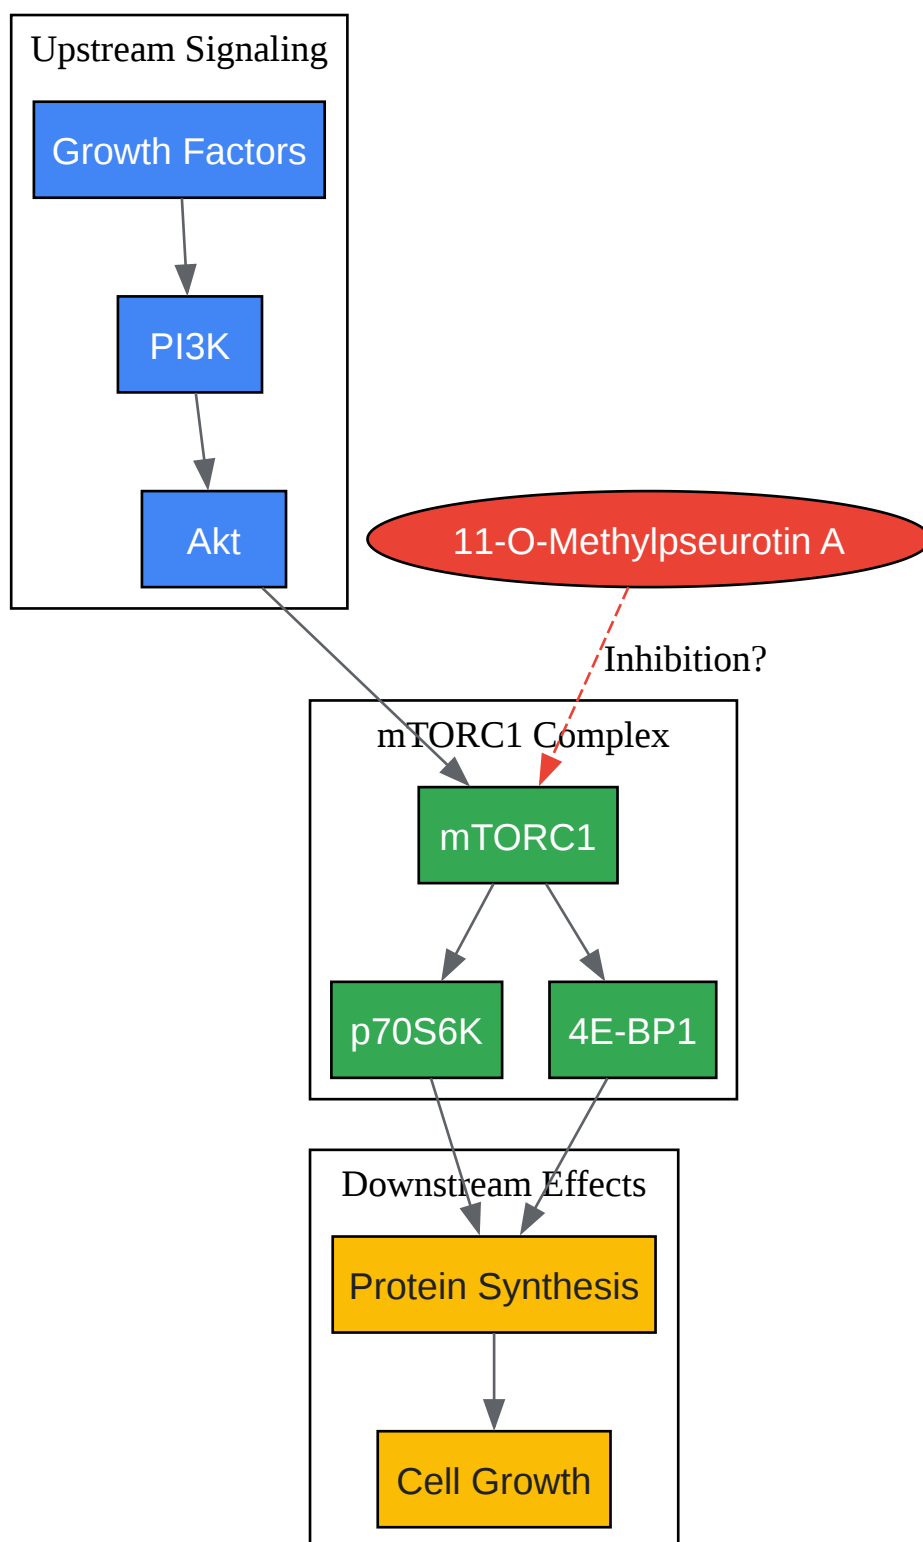 Upstream Signaling
Growth Factors
PI3K
Akt
11-O-Methylpseurotin A
Inhibition?
mTORC1 Complex
mTORC1
p70S6K
4E-BP1
Downstream Effects
Protein Synthesis
Cell Growth